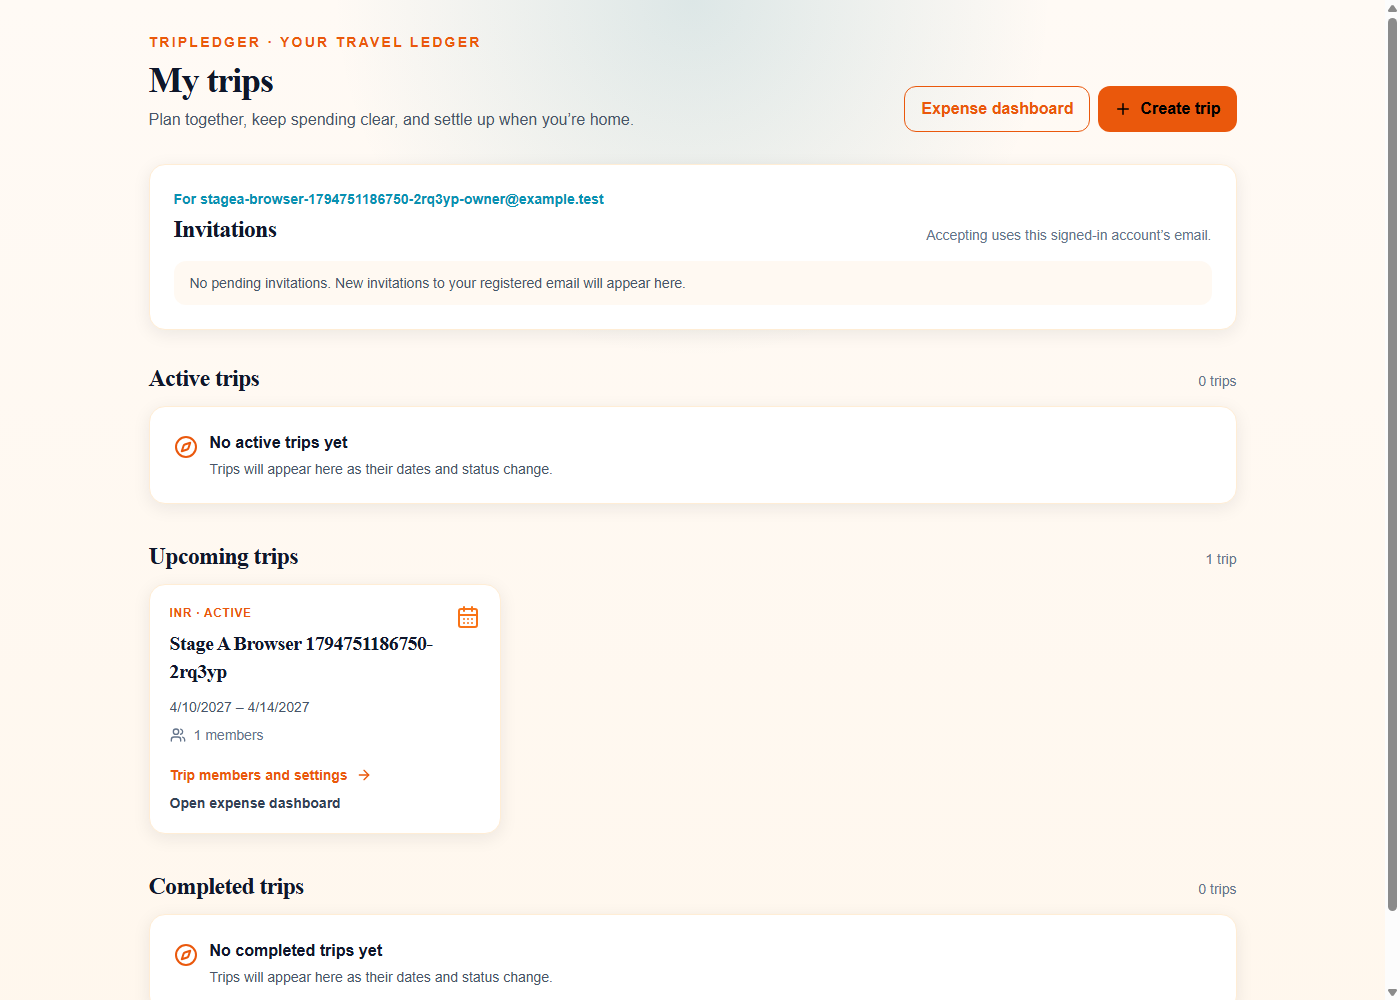 TRIPLEDGER · YOUR TRAVEL LEDGER
My trips
Plan together, keep spending clear, and settle up when you’re home.
Expense dashboard
Create trip
For stagea-browser-1794751186750-2rq3yp-owner@example.test
Invitations
Accepting uses this signed-in account’s email.
No pending invitations. New invitations to your registered email will appear here.
Active trips
0 trips
No active trips yet
Trips will appear here as their dates and status change.
Upcoming trips
1 trip
INR · ACTIVE
Stage A Browser 1794751186750-
2rq3yp
4/10/2027 – 4/14/2027
1 members
Trip members and settings
Open expense dashboard
Completed trips
0 trips
No completed trips yet
Trips will appear here as their dates and status change.